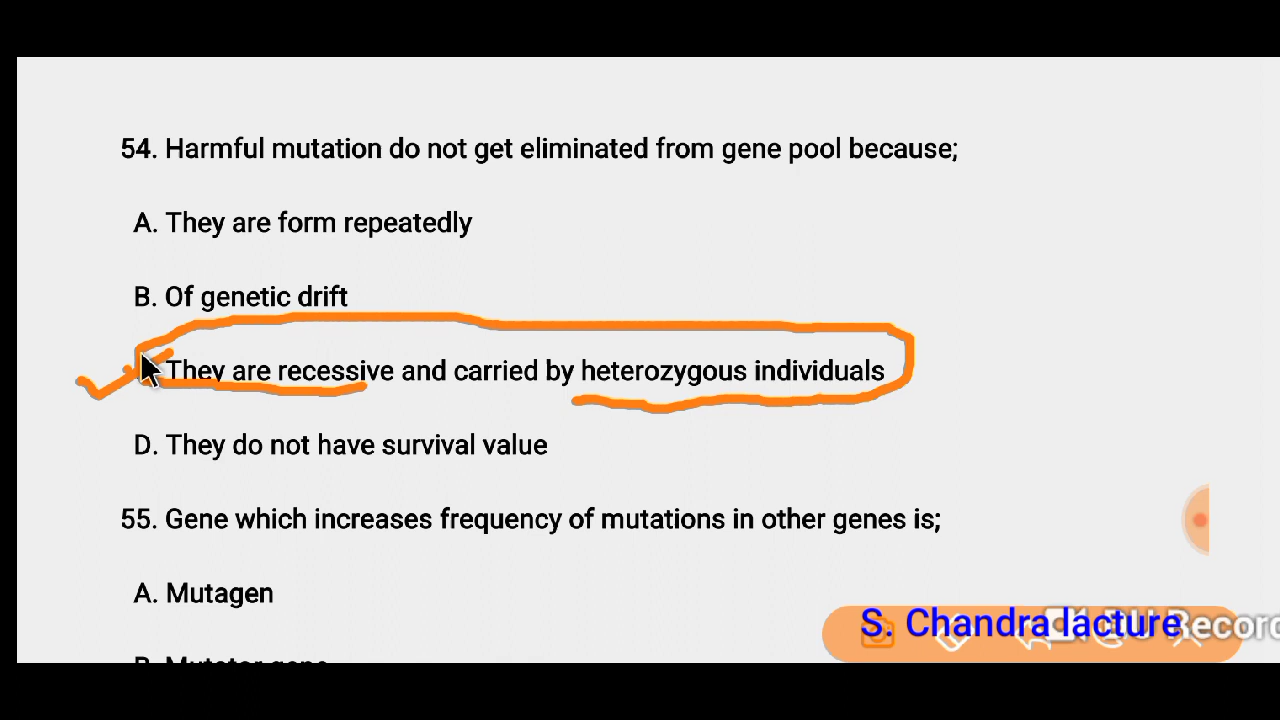 54. Harmful mutation do not get eliminated from gene pool because;
A. They are form repeatedly
B. Of genetic drift
They are recessive and carried by heterozygous individuals
D. They do not have survival value
55. Gene which increases frequency of mutations in other genes is;
A. Mutagen
B. Mutator gene
S. Chandra lacture